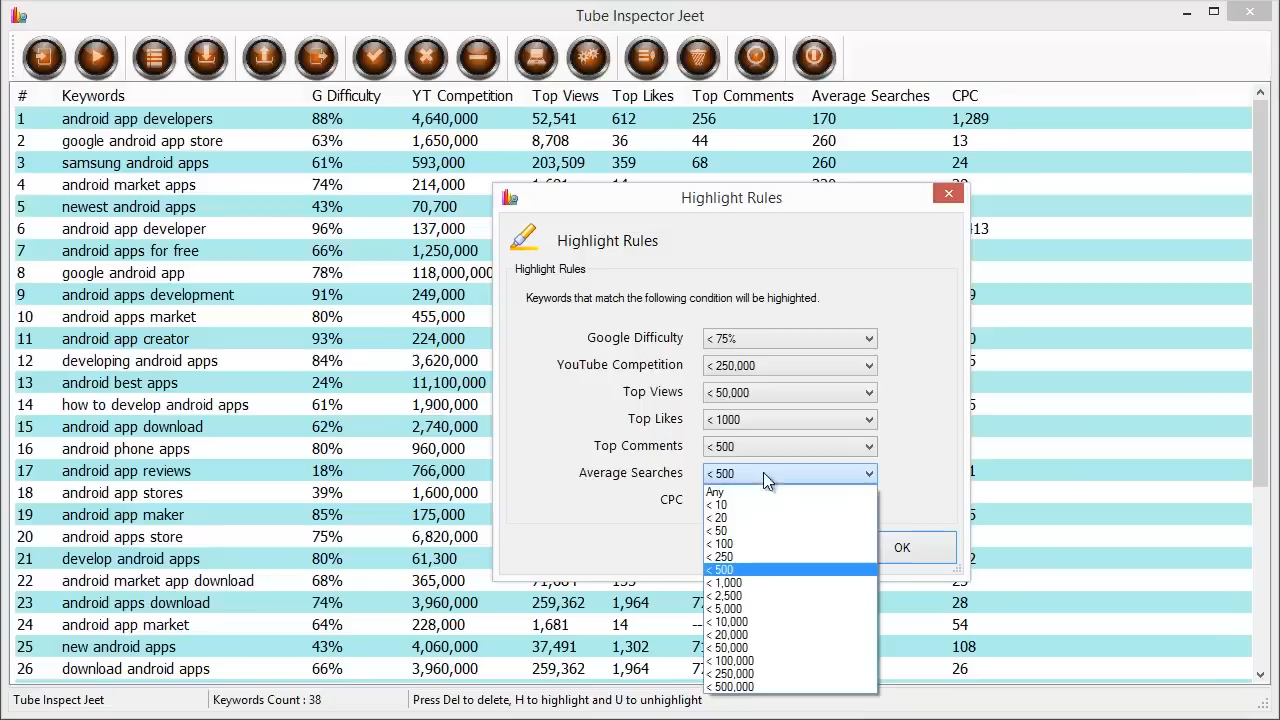 Tube Inspector Jeet
# Keywords G Difficulty YT Competition Top Views Top Likes Top Comments Average Searches CPC
1 android app developers 88% 4,640,000 52,541 612 256 170 1,289
2 google android app store 63% 1,650,000 8,708 36 44 260 13
3 samsung android apps 61% 593,000 203,509 359 68 260 24
4 android market apps 74% 214,000
5 newest android apps 43% 70,700
6 android app developer 96% 137,000
7 android apps for free 66% 1,250,000
8 google android app 78% 118,000,000
9 android apps development 91% 249,000
10 android apps market 80% 455,000
11 android app creator 93% 224,000
12 developing android apps 84% 3,620,000
13 android best apps 24% 11,100,000
14 how to develop android apps 61% 1,900,000
15 android app download 62% 2,740,000
16 android phone apps 80% 960,000
17 android app reviews 18% 766,000
18 android app stores 39% 1,600,000
19 android app maker 85% 175,000
20 android apps store 75% 6,820,000
21 develop android apps 80% 61,300
22 android market app download 68% 365,000
23 android apps download 74% 3,960,000 259,362 1,964 28
24 android app market 64% 228,000 1,681 14 54
25 new android apps 43% 4,060,000 37,491 1,302 108
26 download android apps 66% 3,960,000 259,362 1,964 26
Highlight Rules
Highlight Rules
Highlight Rules
Keywords that match the following condition will be highlighted.
Google Difficulty < 75%
YouTube Competition < 250,000
Top Views < 50,000
Top Likes < 1000
Top Comments < 500
Average Searches < 500
CPC
Any
< 10
< 20
< 50
< 100
< 250
< 500
< 1,000
< 2,500
< 5,000
< 10,000
< 20,000
< 50,000
< 100,000
< 250,000
< 500,000
OK
Tube Inspect Jeet Keywords Count : 38 Press Del to delete, H to highlight and U to unhighlight